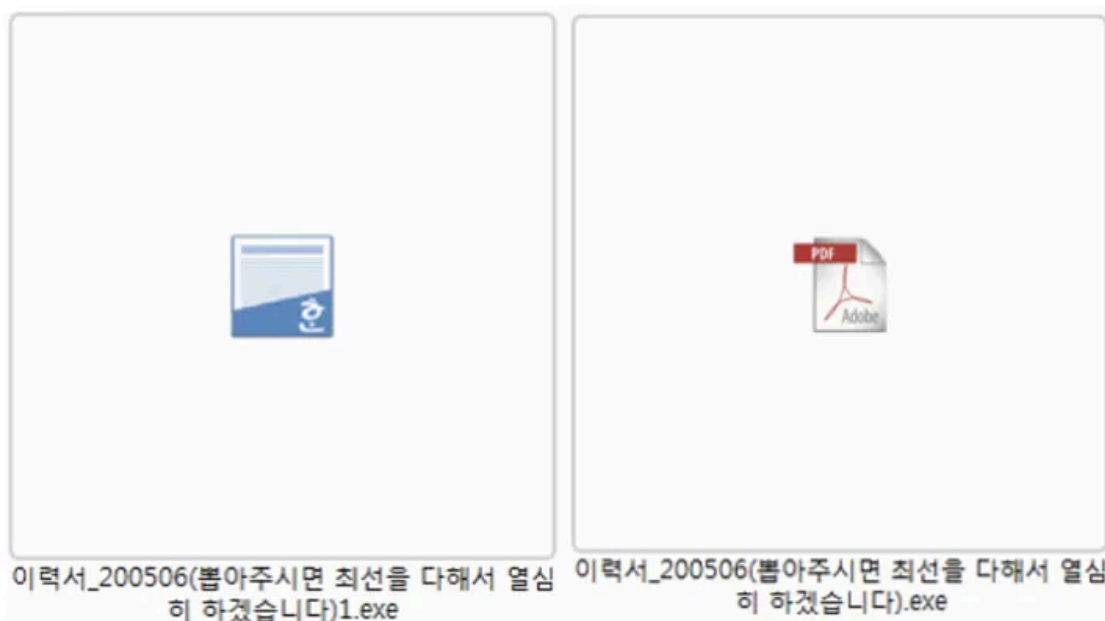 한
PDF
Adobe
이력서_200506(뽑아주시면 최선을 다해서 열심
히 하겠습니다)1.exe
이력서_200506(뽑아주시면 최선을 다해서 열심
히 하겠습니다).exe